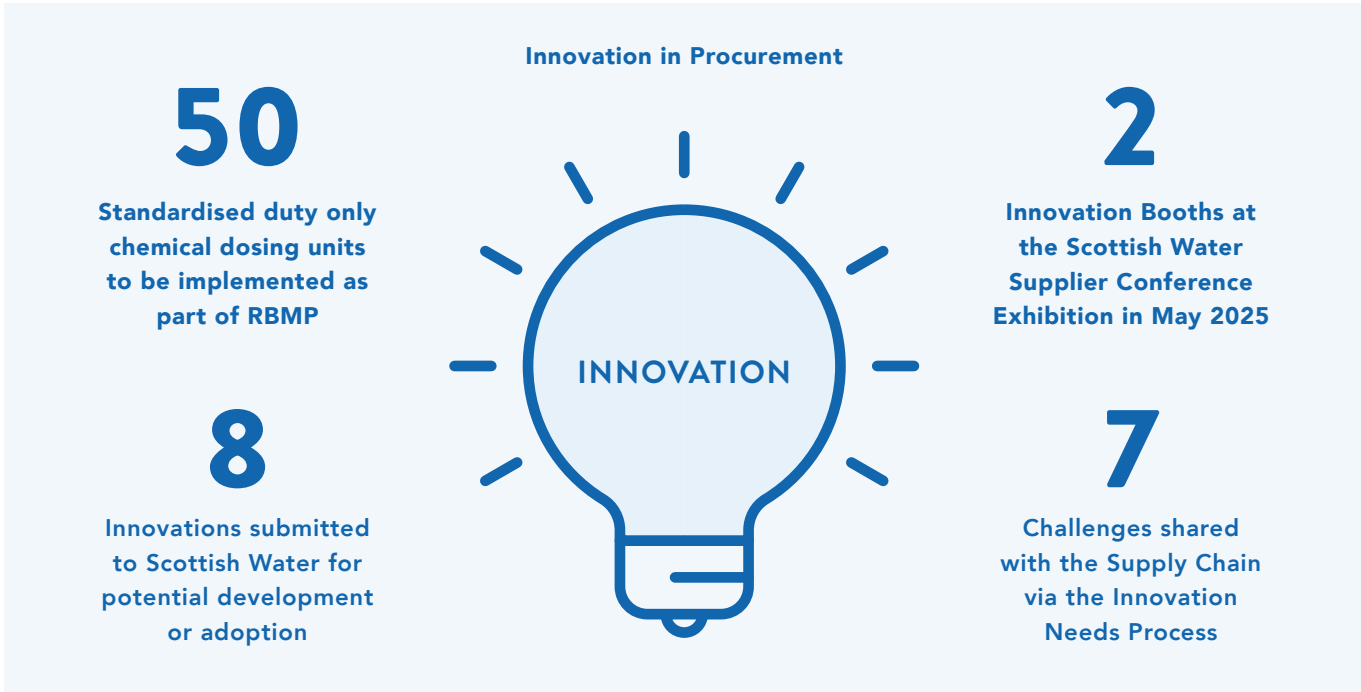 Innovation in Procurement
50
Standardised duty only
chemical dosing units
to be implemented as
part of RBMP
2
Innovation Booths at
the Scottish Water
Supplier Conference
Exhibition in May 2025
INNOVATION
8
Innovations submitted
to Scottish Water for
potential development
or adoption
7
Challenges shared
with the Supply Chain
via the Innovation
Needs Process